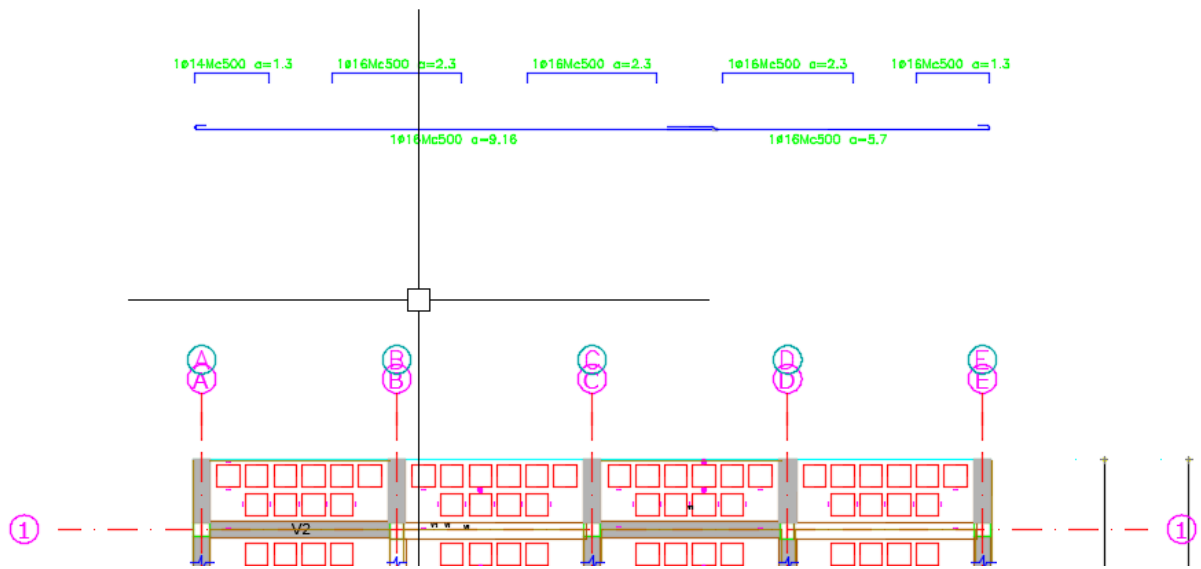 1ø14Mc500 a=1.3 1ø16Mc500 a=2.3 1ø16Mc500 a=2.3 1ø16Mc500 a=2.3 1ø16Mc500 a=1.3
1ø16Mc500 a=9.16 1ø16Mc500 a=5.7
A B C D E
A B C D E
1 V2 1